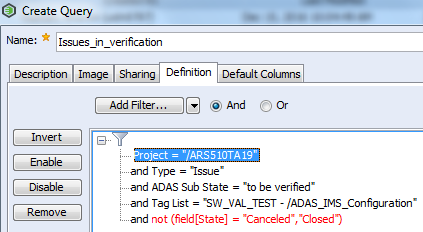 Create Query
Name: Issues_in_verification
Description Image Sharing Definition Default Columns
Add Filter... And Or
Invert
Enable
Disable
Remove
Project = "/ARS510TA19"
and Type = "Issue"
and ADAS Sub State = "to be verified"
and Tag List = "SW_VAL_TEST - /ADAS_IMS_Configuration"
and not (field[State] = "Canceled","Closed")